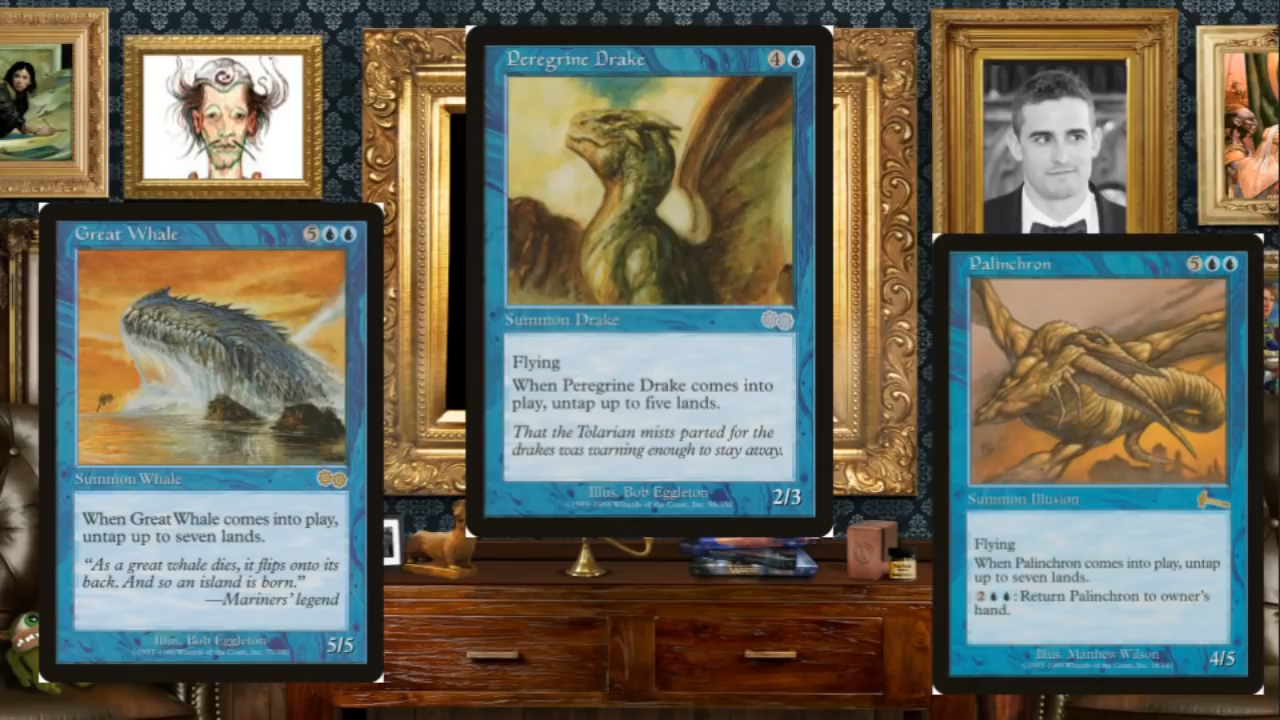 Peregrine Drake 4
Summon Drake
Flying
When Peregrine Drake comes into
play, untap up to five lands.
That the Tolarian mists parted for the
drakes was warning enough to stay away.
Illus. Bob Eggleton
2/3
Great Whale 5
Summon Whale
When Great Whale comes into play,
untap up to seven lands.
"As a great whale dies, it flips onto its
back. And so an island is born."
—Mariners' legend
Illus. Bob Eggleton
5/5
Palinchron 5
Summon Illusion
Flying
When Palinchron comes into play, untap
up to seven lands.
2 : Return Palinchron to owner's
hand.
Illus. Matthew Wilson
4/5